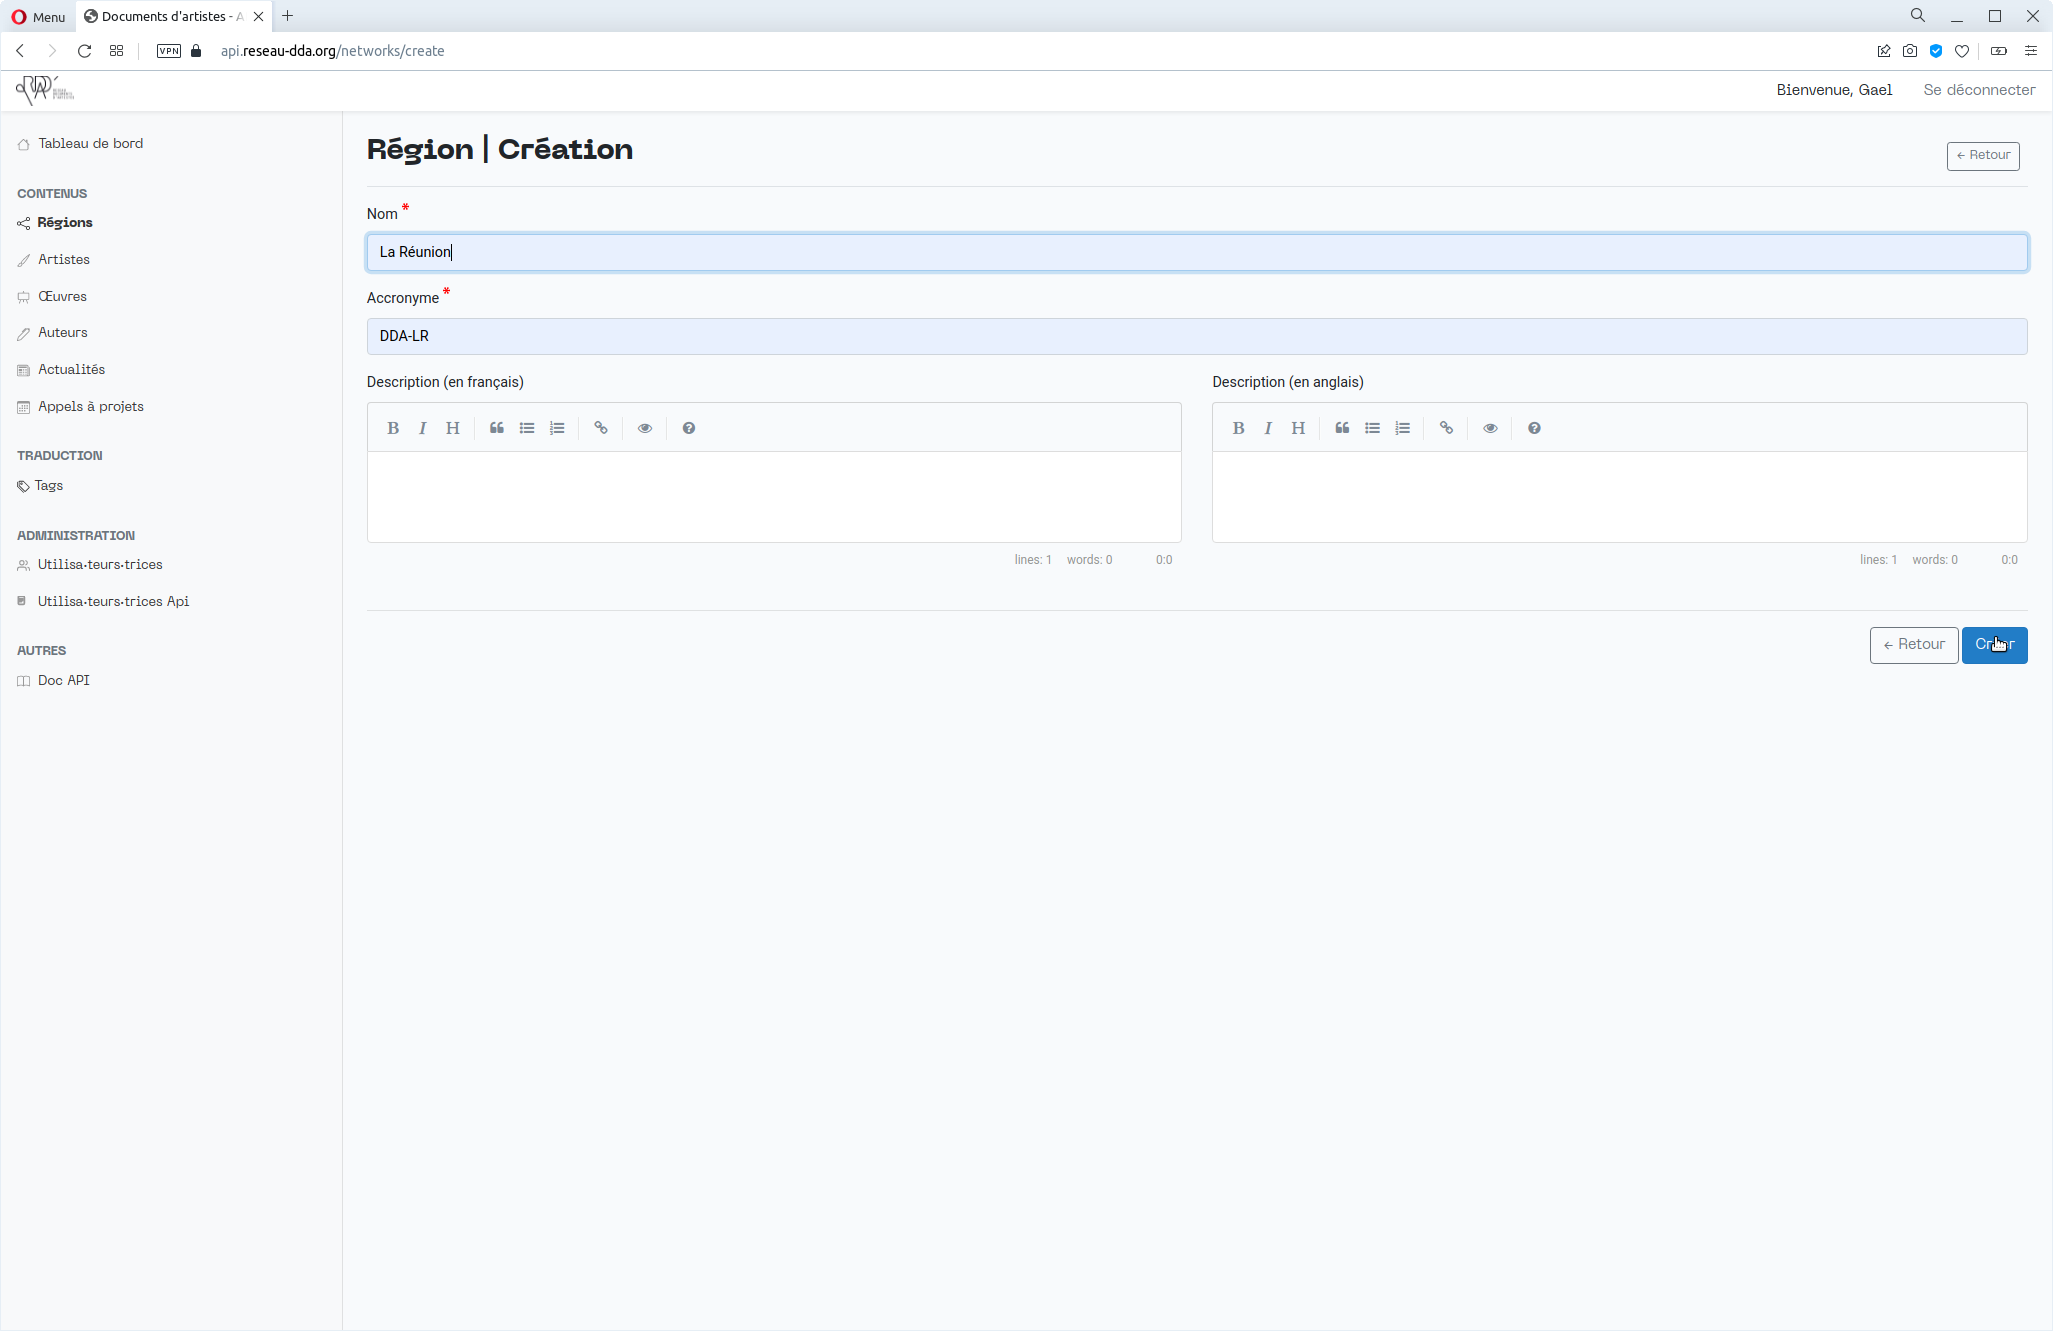 Menu
Documents d'artistes - A
VPN
api.reseau-dda.org/networks/create
Bienvenue, Gael
Se déconnecter
Tableau de bord
CONTENUS
Régions
Artistes
Œuvres
Auteurs
Actualités
Appels à projets
TRADUCTION
Tags
ADMINISTRATION
Utilisa·teurs·trices
Utilisa·teurs·trices Api
AUTRES
Doc API
Région | Création
← Retour
Nom *
La Réunion
Accronyme *
DDA-LR
Description (en français)
B I H
lines: 1 words: 0 0:0
Description (en anglais)
B I H
lines: 1 words: 0 0:0
← Retour